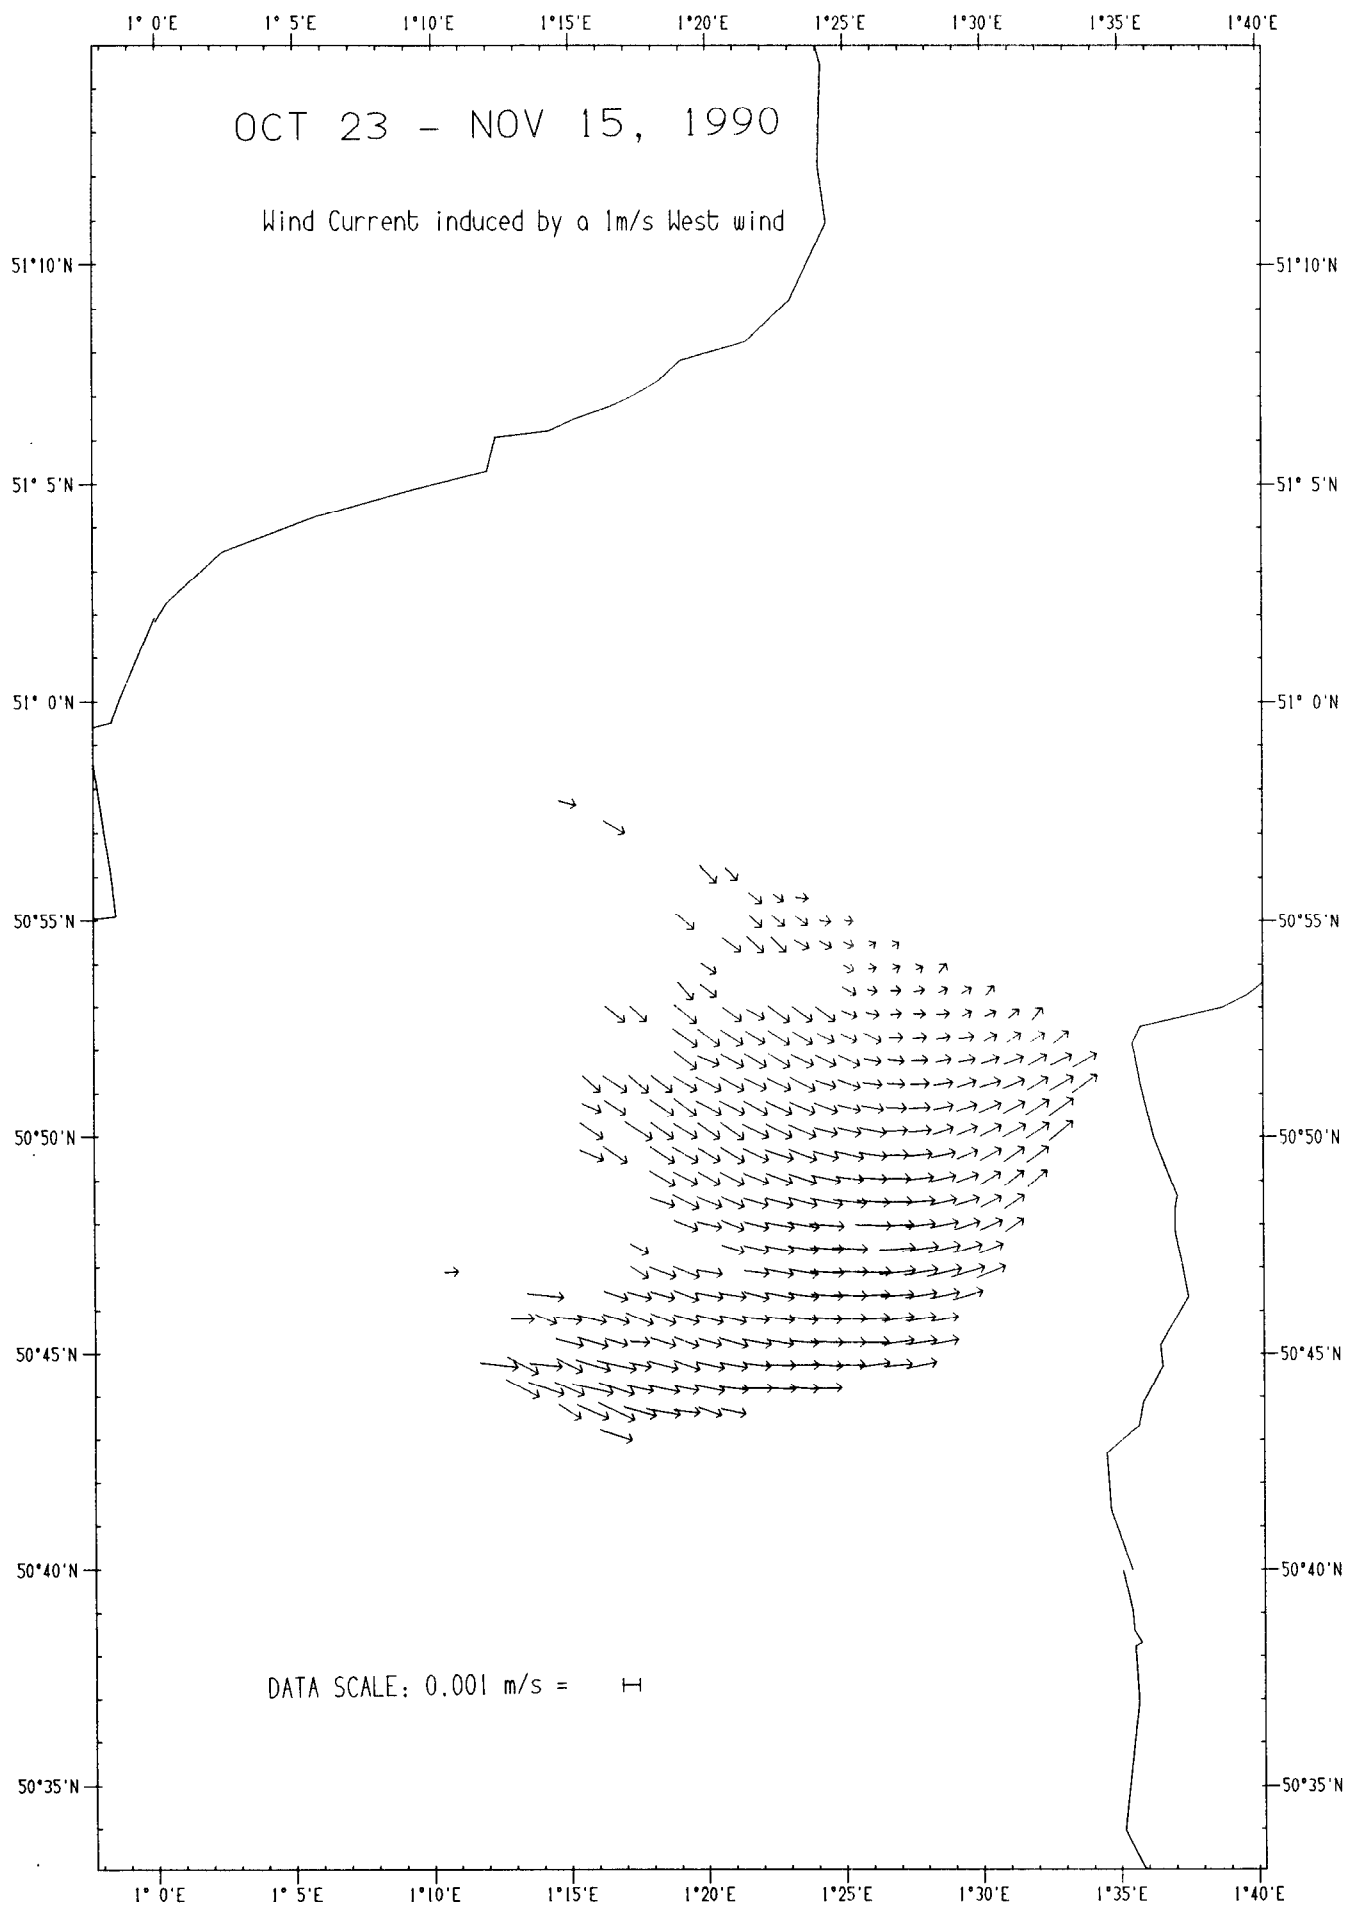 1° 0'E 1° 5'E 1°10'E 1°15'E 1°20'E 1°25'E 1°30'E 1°35'E 1°40'E
OCT 23 – NOV 15, 1990
Wind Current induced by a 1m/s West wind
51°10'N 51°10'N
51° 5'N 51° 5'N
51° 0'N 51° 0'N
50°55'N 50°55'N
50°50'N 50°50'N
50°45'N 50°45'N
50°40'N 50°40'N
DATA SCALE: 0.001 m/s =
50°35'N 50°35'N
1° 0'E 1° 5'E 1°10'E 1°15'E 1°20'E 1°25'E 1°30'E 1°35'E 1°40'E